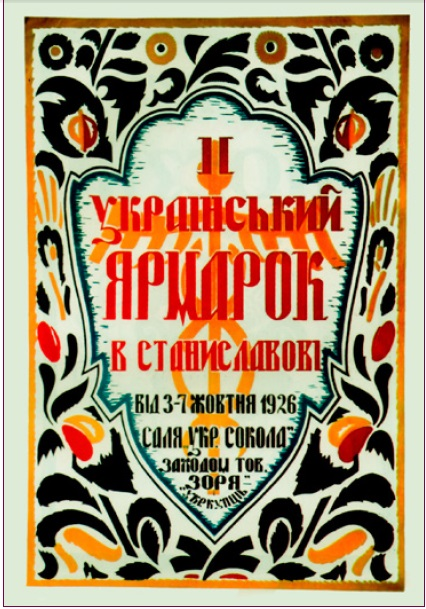 II
УКРАЇНСЬКИЙ
ЯРМАРОК
В СТАНИСЛАВОВІ
ВІД 3-7 ЖОВТНЯ 1926
САЛЯ „УКР. СОКОЛА"
ЗАХОДОМ ТОВ.
ЗОРЯ"